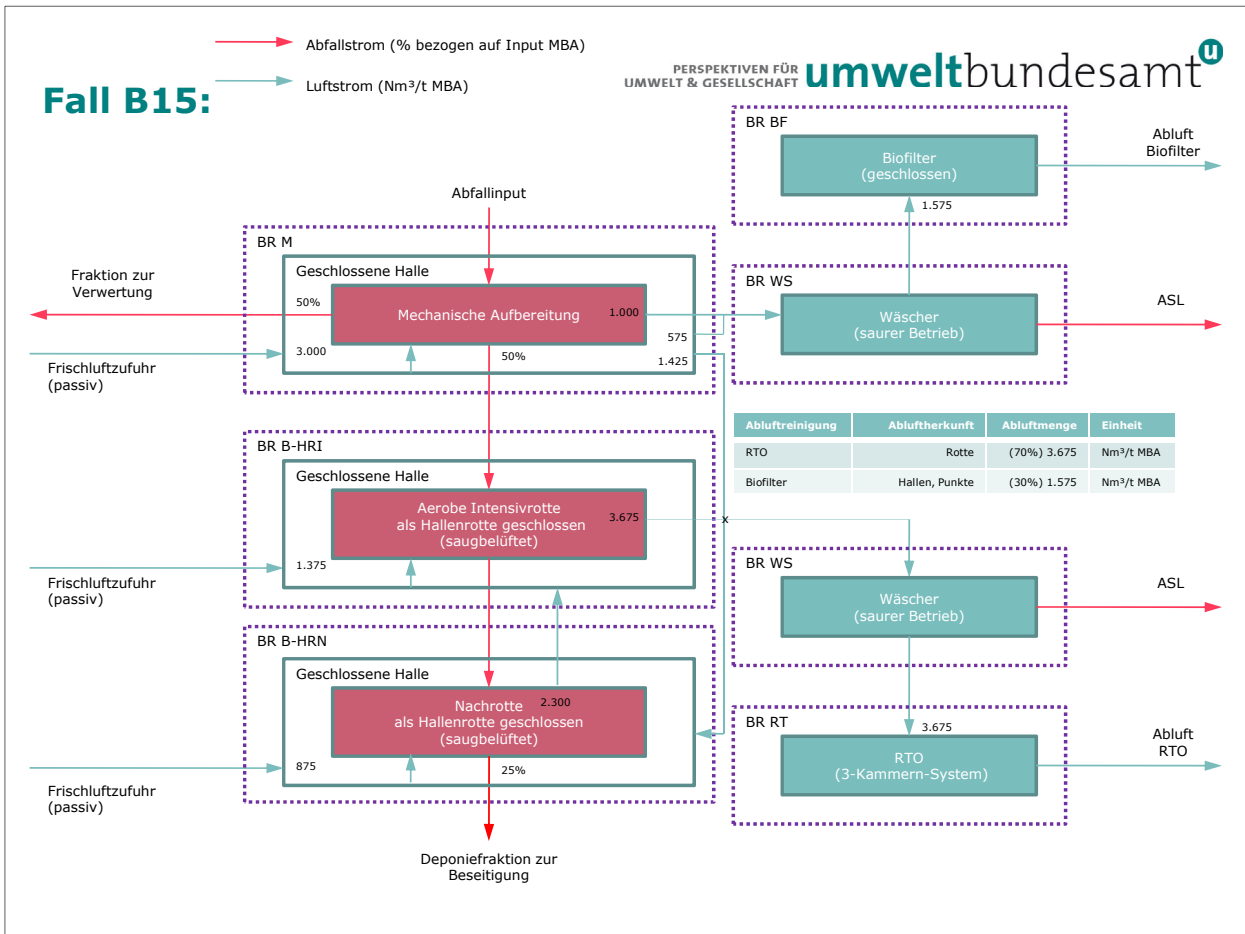 Abfallstrom (% bezogen auf Input MBA)
Luftstrom (Nm³/t MBA)
Fall B15:
PERSPEKTIVEN FÜR
UMWELT & GESELLSCHAFT
umweltbundesamt
u
BR BF
Biofilter
(geschlossen)
1.575
Abluft
Biofilter
Abfallinput
BR M
Geschlossene Halle
Fraktion zur
Verwertung
50%
Mechanische Aufbereitung
1.000
575
1.425
3.000
50%
Frischluftzufuhr
(passiv)
BR WS
Wäscher
(saurer Betrieb)
ASL
Abluftreinigung Abluftherkunft Abluftmenge Einheit
RTO Rotte (70%) 3.675 Nm³/t MBA
Biofilter Hallen, Punkte (30%) 1.575 Nm³/t MBA
BR B-HRI
Geschlossene Halle
Aerobe Intensivrotte
als Hallenrotte geschlossen
(saugbelüftet)
3.675
x
1.375
Frischluftzufuhr
(passiv)
BR WS
Wäscher
(saurer Betrieb)
ASL
BR B-HRN
Geschlossene Halle
2.300
Nachrotte
als Hallenrotte geschlossen
(saugbelüftet)
875
25%
Frischluftzufuhr
(passiv)
BR RT
3.675
RTO
(3-Kammern-System)
Abluft
RTO
Deponiefraktion zur
Beseitigung